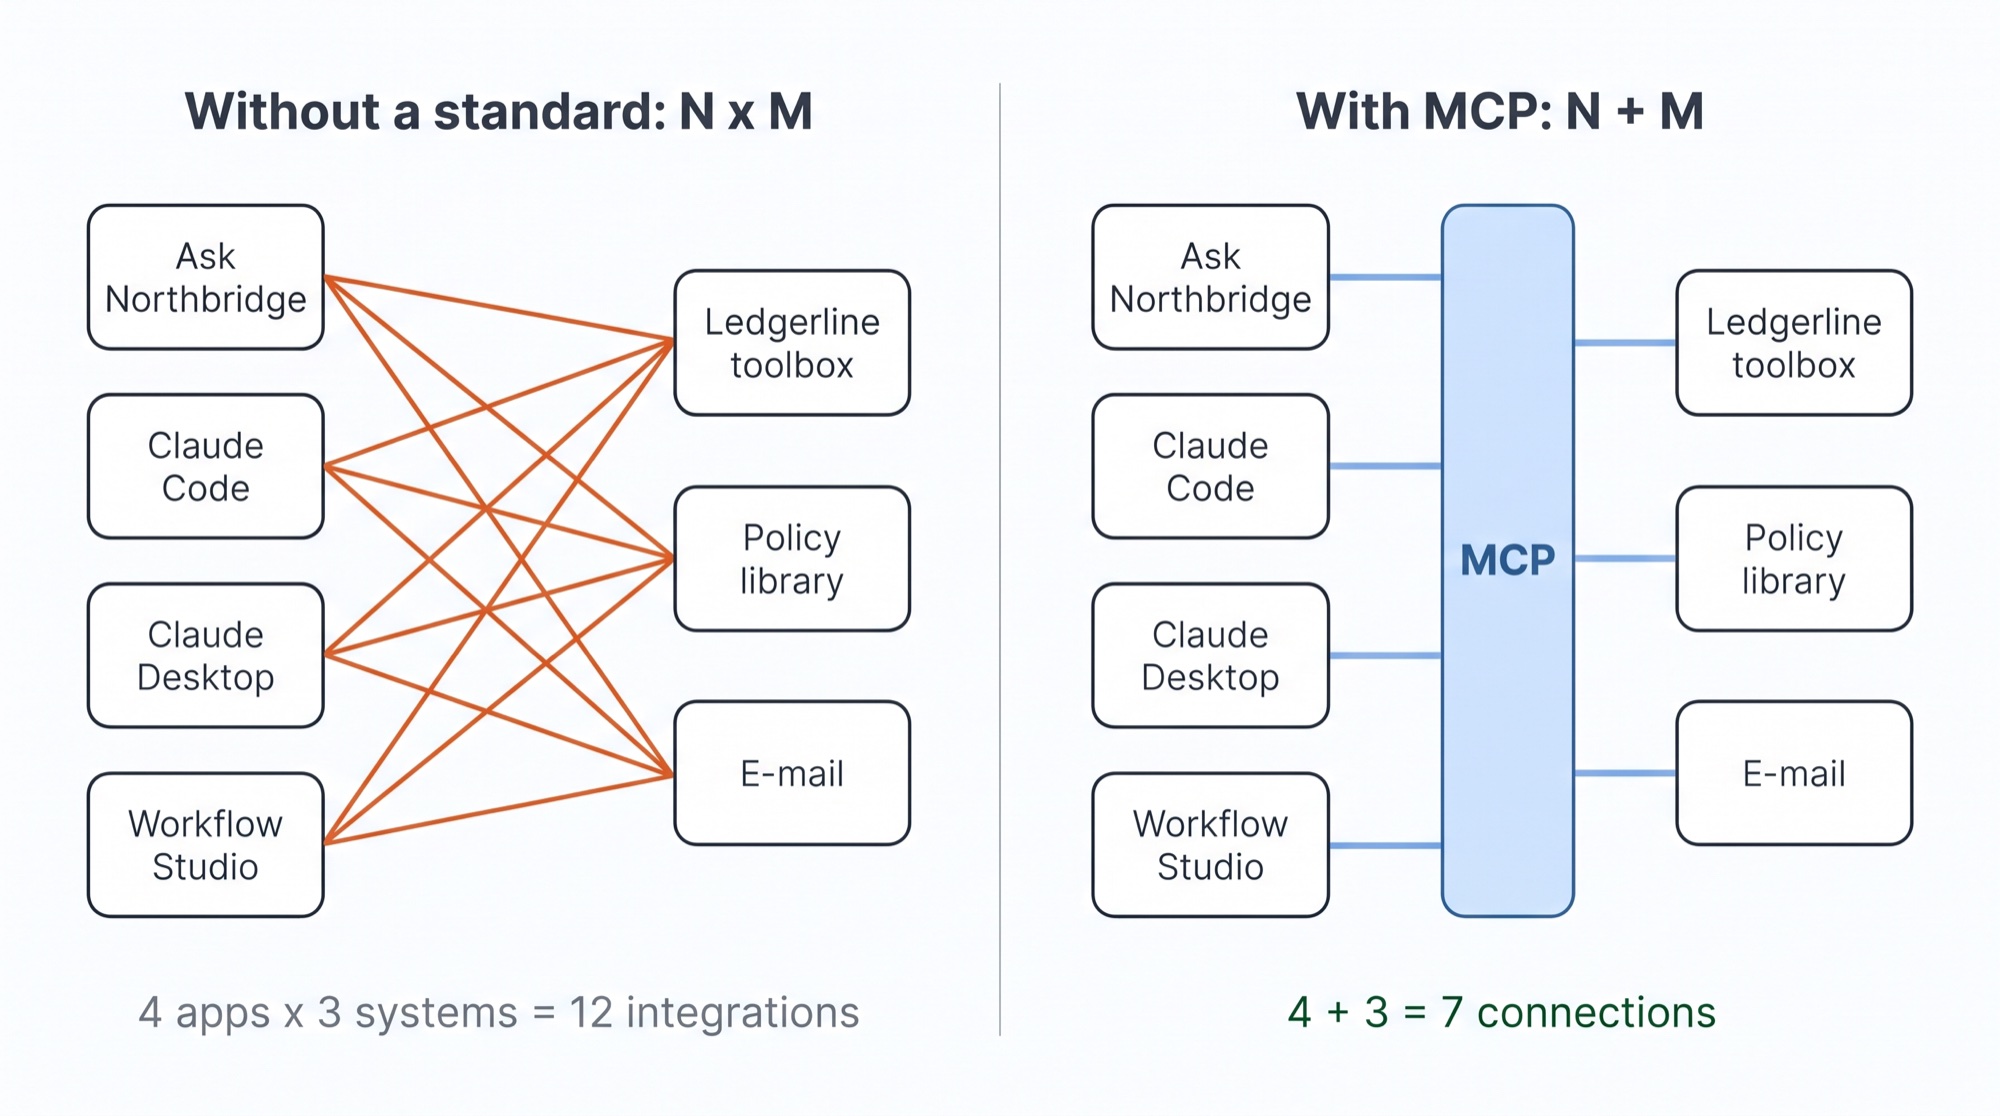 Without a standard: N x M
Ask
Northbridge
Claude
Code
Claude
Desktop
Workflow
Studio
Ledgerline
toolbox
Policy
library
E-mail
4 apps x 3 systems = 12 integrations
With MCP: N + M
Ask
Northbridge
Claude
Code
Claude
Desktop
Workflow
Studio
MCP
Ledgerline
toolbox
Policy
library
E-mail
4 + 3 = 7 connections